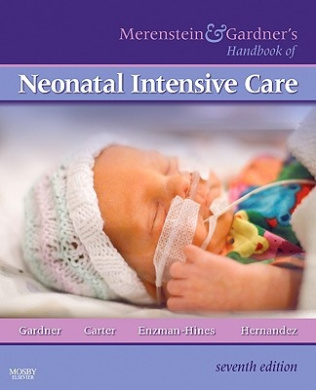 Merenstein & Gardner's
Handbook of
Neonatal Intensive Care
Gardner Carter Enzman-Hines Hernandez
MOSBY
ELSEVIER
seventh edition